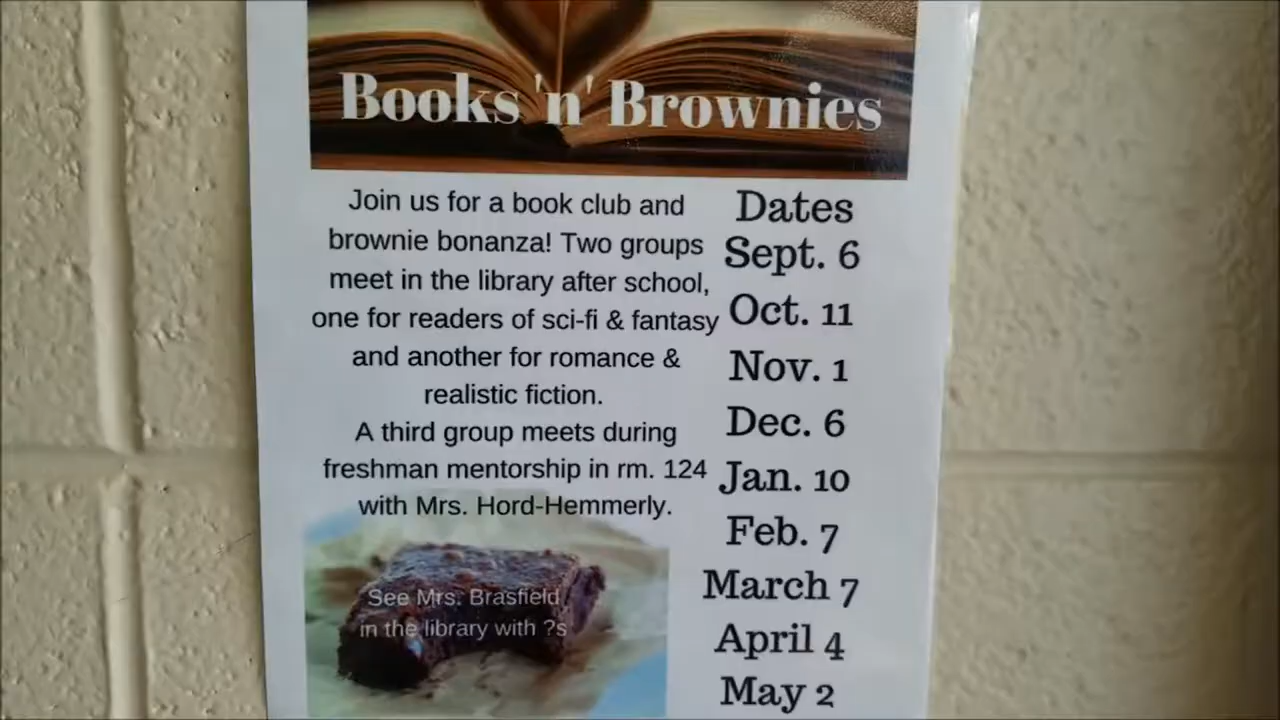 Books 'n' Brownies
Join us for a book club and
brownie bonanza! Two groups
meet in the library after school,
one for readers of sci-fi & fantasy
and another for romance &
realistic fiction.
A third group meets during
freshman mentorship in rm. 124
with Mrs. Hord-Hemmerly.
See Mrs. Brasfield
in the library with ?s
Dates
Sept. 6
Oct. 11
Nov. 1
Dec. 6
Jan. 10
Feb. 7
March 7
April 4
May 2